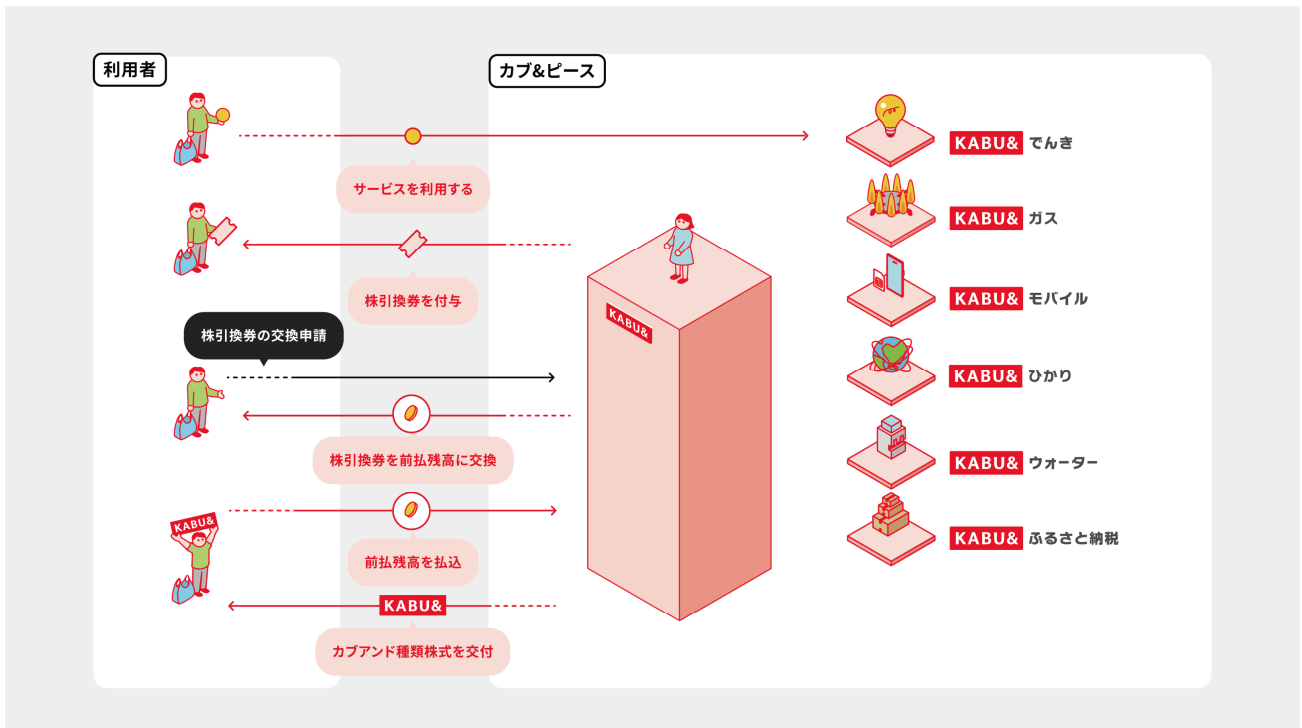 利用者
カブ&ピース
サービスを利用する
株引換券を付与
株引換券の交換申請
株引換券を前払残高に交換
KABU&
前払残高を払込
KABU&
カブアンド種類株式を交付
KABU&
KABU& でんき
KABU& ガス
KABU& モバイル
KABU& ひかり
KABU& ウォーター
KABU& ふるさと納税